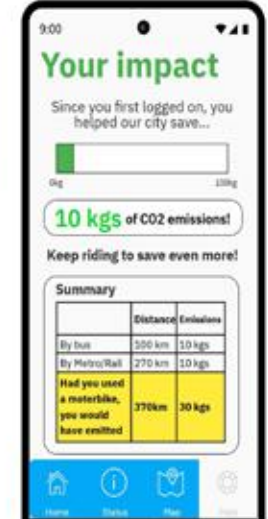 9:00
Your impact
Since you first logged on, you
helped our city save...
0kg 100kg
10 kgs of CO2 emissions!
Keep riding to save even more!
Summary
Distance Emissions
By bus 100 km 10 kgs
By Metro/Rail 270 km 10 kgs
Had you used
a moterbike,
you would
have emitted 370km 30 kgs
Home Status Map